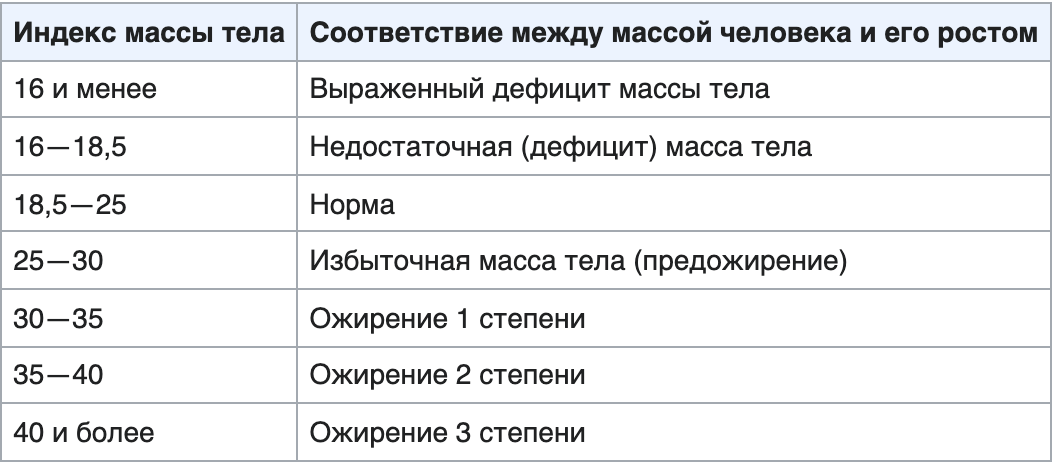 Индекс массы тела Соответствие между массой человека и его ростом
16 и менее Выраженный дефицит массы тела
16—18,5 Недостаточная (дефицит) масса тела
18,5—25 Норма
25—30 Избыточная масса тела (предожирение)
30—35 Ожирение 1 степени
35—40 Ожирение 2 степени
40 и более Ожирение 3 степени